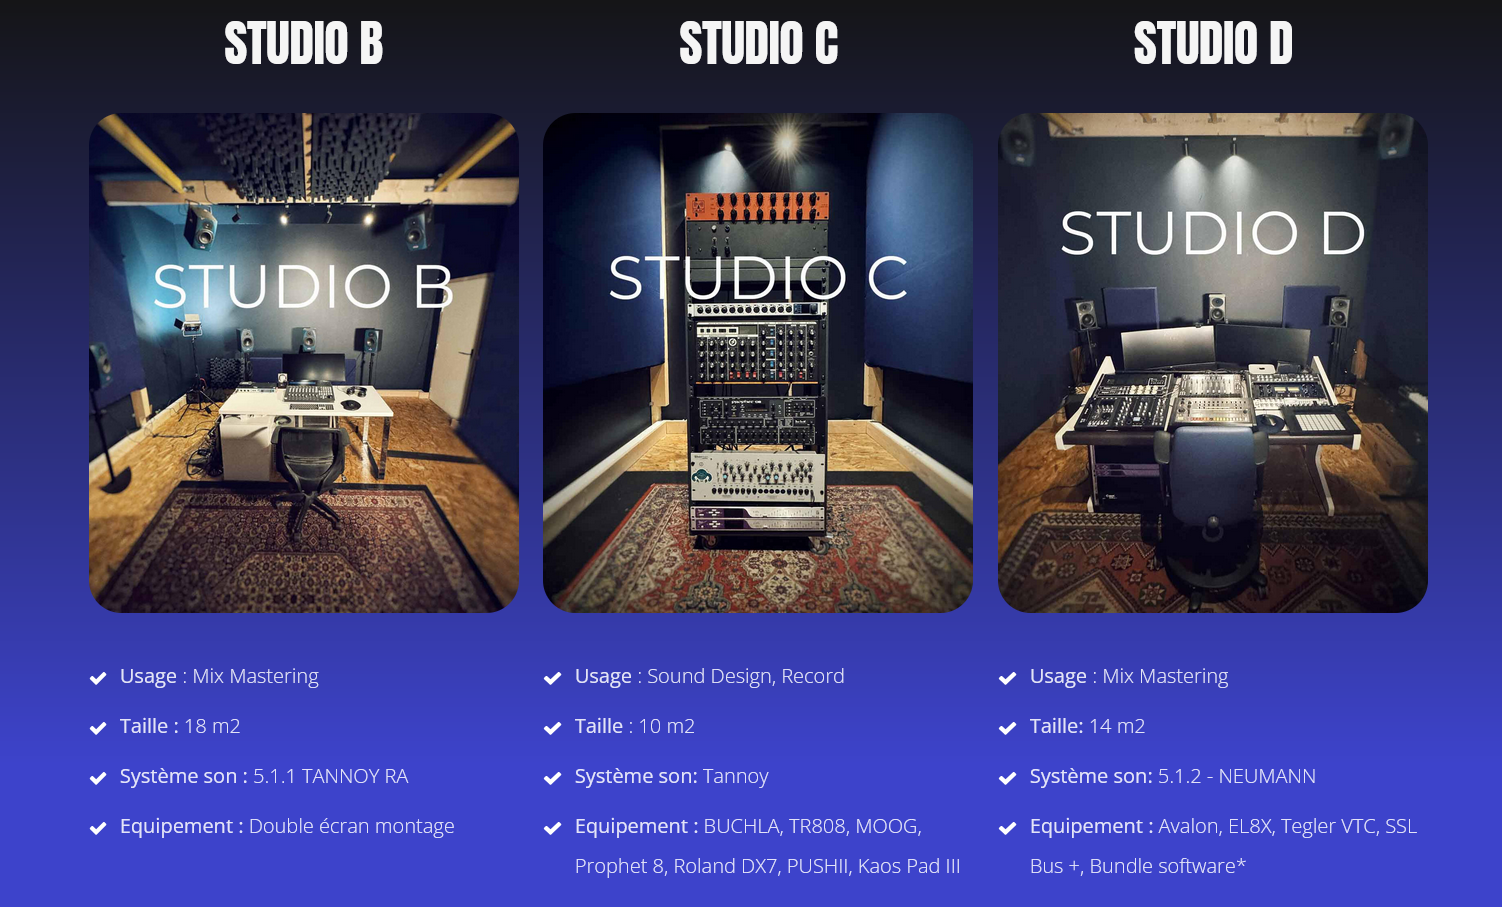 STUDIO B
STUDIO C
STUDIO D
STUDIO B
STUDIO C
STUDIO D
Usage : Mix Mastering
Taille : 18 m2
Système son : 5.1.1 TANNOY RA
Equipement : Double écran montage
Usage : Sound Design, Record
Taille : 10 m2
Système son: Tannoy
Equipement : BUCHLA, TR808, MOOG,
Prophet 8, Roland DX7, PUSHII, Kaos Pad III
Usage : Mix Mastering
Taille: 14 m2
Système son: 5.1.2 - NEUMANN
Equipement : Avalon, EL8X, Tegler VTC, SSL
Bus +, Bundle software*